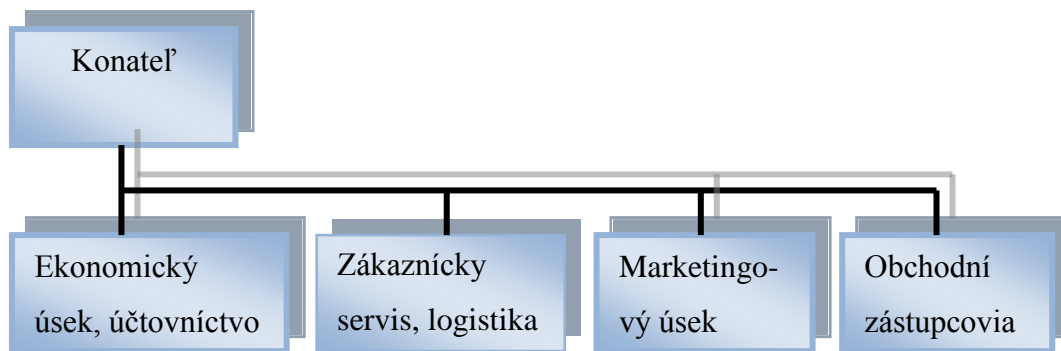 Konateľ
Ekonomický
úsek, účtovníctvo
Zákaznícky
servis, logistika
Marketingo-
vý úsek
Obchodní
zástupcovia